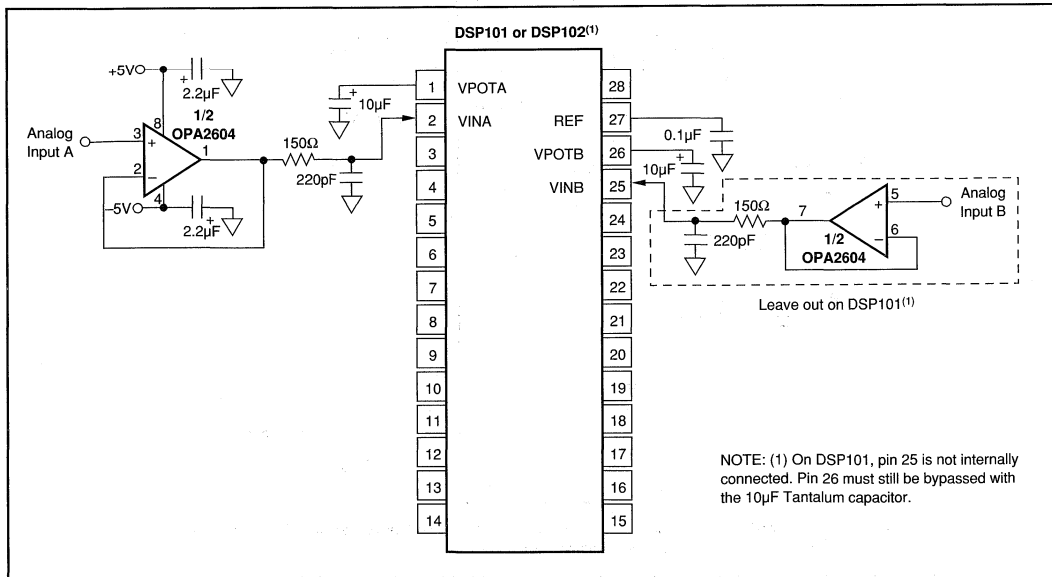 DSP101 or DSP102(1)
+5V
+
2.2µF
1/2
OPA2604
8
Analog
Input A
3
+
1
2
−
−5V
4
+
2.2µF
150Ω
220pF
+
10µF
1
VPOTA
2
VINA
3
4
5
6
7
8
9
10
11
12
13
14
28
REF
27
VPOTB
26
VINB
25
24
23
22
21
20
19
18
17
16
15
0.1µF
10µF
+
150Ω
220pF
7
1/2
OPA2604
+
5
−
6
Analog
Input B
Leave out on DSP101(1)
NOTE: (1) On DSP101, pin 25 is not internally
connected. Pin 26 must still be bypassed with
the 10µF Tantalum capacitor.